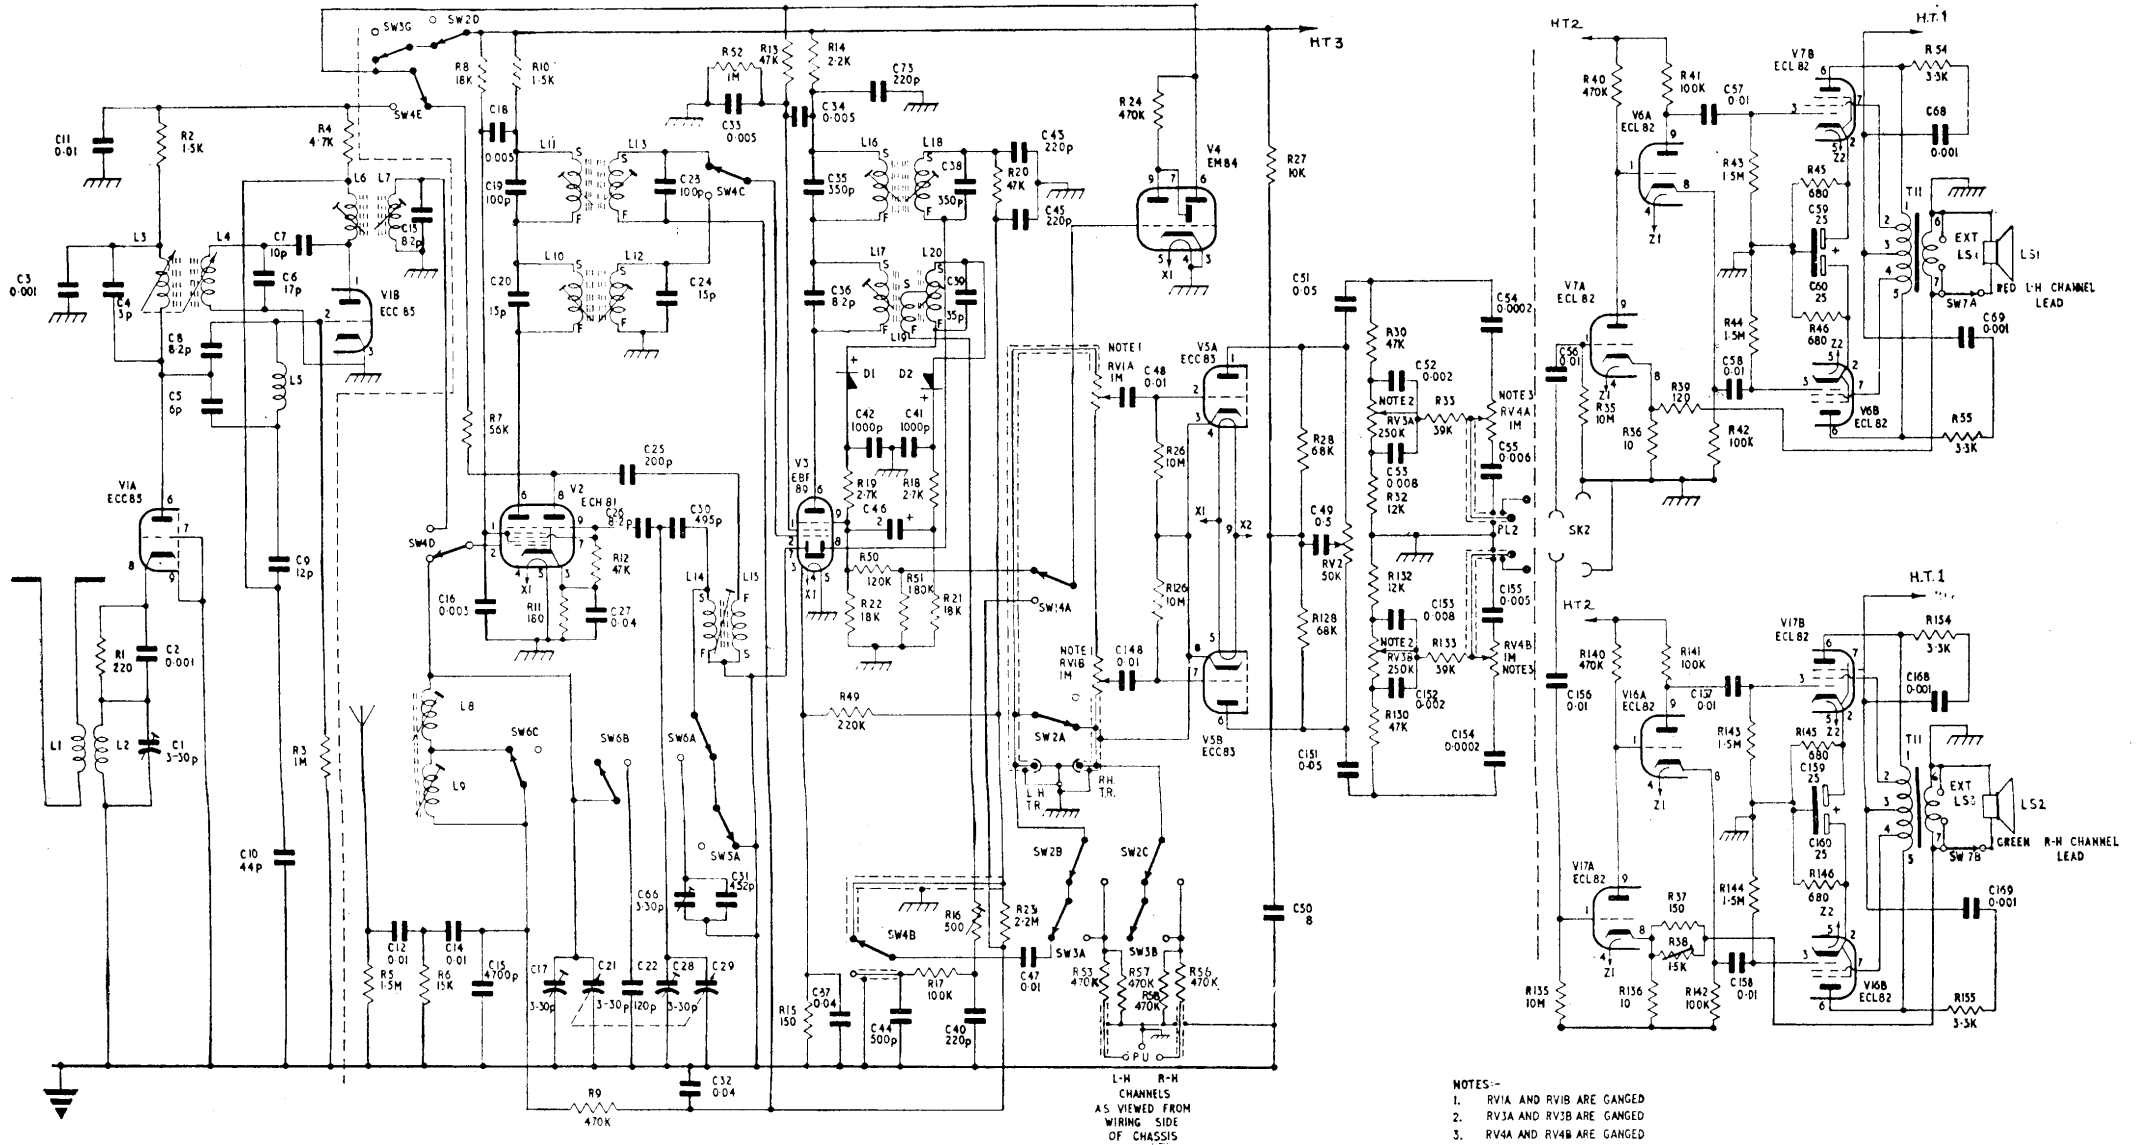 SW3G
SW2D
HT3
HT2
H.T.1
R8
18K
R10
1.5K
R52
1M
R13
47K
R14
2.2K
C73
220p
C34
0.005
C33
0.005
R24
470K
V4
EM84
R27
10K
R40
470K
R41
100K
C57
0.01
V6A
ECL82
V7B
ECL82
R54
3.3K
C68
0.001
C11
0.01
R2
1.5K
R4
4.7K
SW4E
C18
0.005
L11
L13
C19
100p
C23
100p
SW4C
L16
L18
C35
350p
C38
350p
R20
47K
C43
220p
C45
220p
R43
1.5M
R45
680
C59
25
T11
EXT
LS1
RED L-H CHANNEL
LEAD
SW7A
L6
L7
C13
8.2p
L3
L4
C7
10p
C6
17p
C3
0.001
C4
3p
V1B
ECC 85
L10
L12
C20
15p
C24
15p
L17
L20
C36
8.2p
C39
35p
L19
C51
0.05
C54
0.0002
V7A
ECL 82
C60
25
R44
1.5M
R46
680
C69
0.001
C8
8.2p
C5
6p
L5
R7
56K
D1
D2
NOTE 1
RV1A
1M
C48
0.01
V5A
ECC83
R30
47K
C52
0.002
NOTE 2
RV3A
250K
R33
39K
NOTE3
RV4A
1M
C56
0.01
R35
10M
R36
10
R39
120
C58
0.01
R42
100K
V6B
ECL82
R55
3.3K
C42
1000p
C41
1000p
C25
200p
V3
EBF
89
R19
2.7K
R18
2.7K
C46
2
R26
10M
R28
68K
C53
0.008
R32
12K
C55
0.006
PL2
SK2
V1A
ECC85
V2
ECH 81
C26
8.2p
C30
495p
SW4D
R12
47K
X1
X2
C49
0.5
RV2
50K
C9
12p
C16
0.003
R11
180
C27
0.04
L14
L15
R50
120K
R51
180K
R22
18K
R21
18K
SW14A
R126
10M
R128
68K
R132
12K
C153
0.008
C155
0.005
HT2
H.T.1
R1
220
C2
0.001
NOTE 1
RV1B
1M
C148
0.01
NOTE 2
RV3B
250K
R133
39K
RV4B
1M
NOTE3
C152
0.002
R130
47K
C154
0.0002
C151
0.05
V5B
ECC83
R140
470K
R141
100K
C156
0.01
V16A
ECL82
C157
0.01
V17B
ECL 82
R154
3.3K
C168
0.001
L1
L2
C1
3-30p
R3
1M
L8
L9
SW6C
SW6B
SW6A
R49
220K
SW2A
L.H
T.R.
R.H.
T.R.
R143
1.5M
R145
680
C159
25
T11
EXT
LS2
GREEN R-H CHANNEL
LEAD
SW 7B
C10
44p
SW5A
C66
3-30p
C31
452p
SW2B
SW2C
C160
25
V17A
ECL82
R144
1.5M
R146
680
C169
0.001
C12
0.01
C14
0.01
R5
1.5M
R6
15K
C15
4700p
C17
3-30p
C21
3-30p
C22
120p
C28
3-30p
C29
SW4B
R16
500
R23
2.2M
C47
0.01
SW3A
SW3B
C50
8
R37
150
R38
1.5K
R135
10M
R136
10
R142
100K
C158
0.01
V16B
ECL82
R155
3.3K
R15
150
C37
0.04
C44
500p
R17
100K
C40
220p
R53
470K
R57
470K
R58
470K
R56
470K
PU
C32
0.04
R9
470K
L-H R-H
CHANNELS
AS VIEWED FROM
WIRING SIDE
OF CHASSIS
NOTES:-
1. RV1A AND RV1B ARE GANGED
2. RV3A AND RV3B ARE GANGED
3. RV4A AND RV4B ARE GANGED